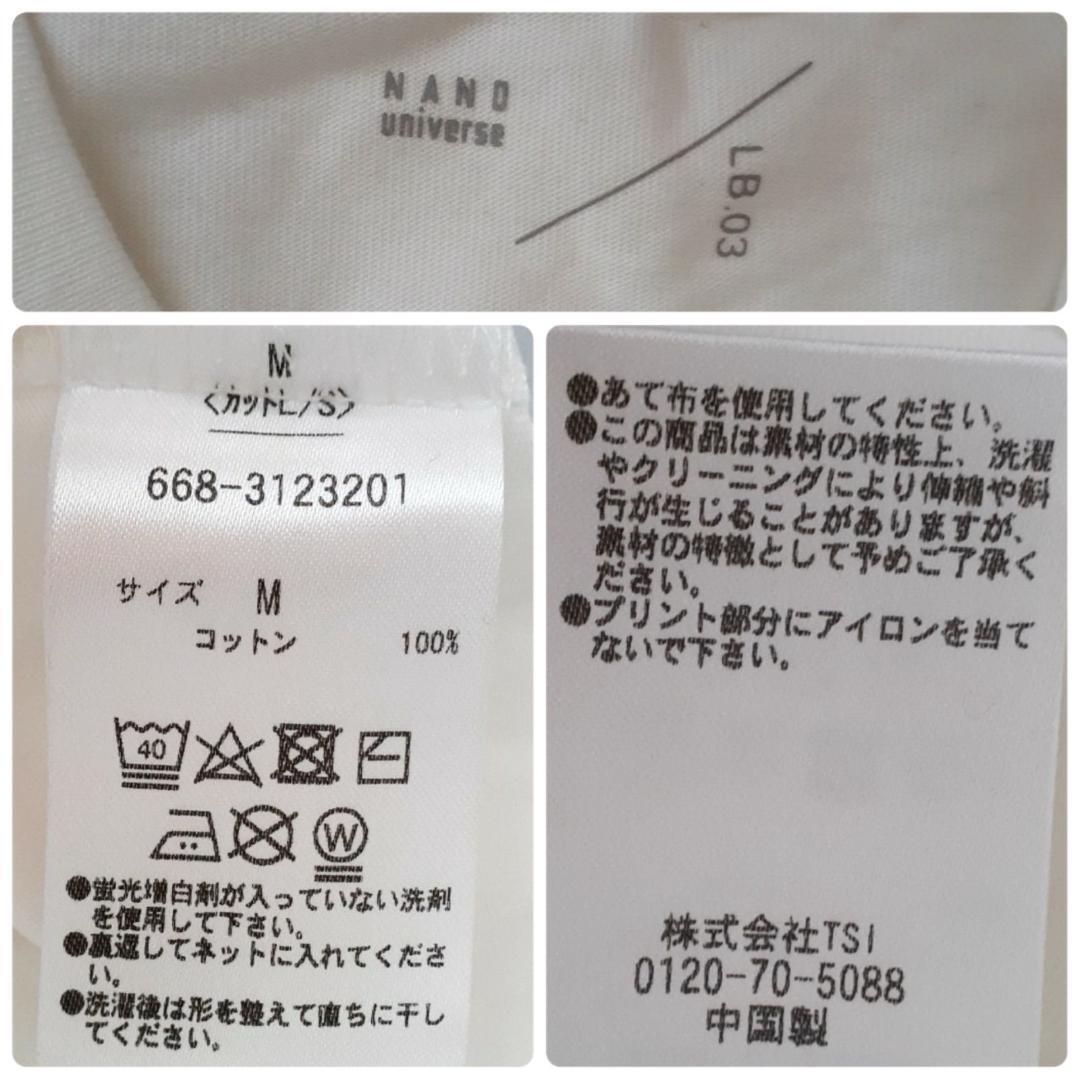 NANO
universe
LB.03
M
〈カットL/S〉
668-3123201
サイズ M
コットン 100%
40
W
●蛍光増白剤が入っていない洗剤
を使用して下さい。
●裏返してネットに入れてくださ
い。
●洗濯後は形を整えて直ちに干し
てください。
●あて布を使用してください。
●この商品は素材の特性上、洗濯
やクリーニングにより伸縮や斜
行が生じることがありますが、
素材の特徴として予めご了承く
ださい。
●プリント部分にアイロンを当て
ないで下さい。
株式会社TSI
0120-70-5088
中国製